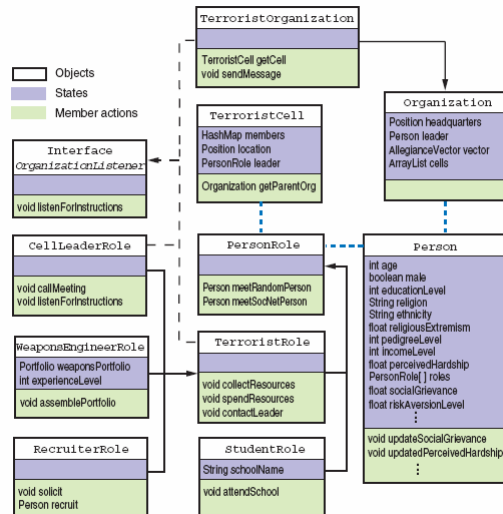 TerroristOrganization
TerroristCell getCell
void sendMessage
Objects
States
Member actions
Organization
Position headquarters
Person leader
AllegianceVector vector
ArrayList cells
TerroristCell
HashMap members
Position location
PersonRole leader
Organization getParentOrg
Interface
OrganizationListener
void listenForInstructions
CellLeaderRole
void callMeeting
void listenForInstructions
PersonRole
Person meetRandomPerson
Person meetSocNetPerson
Person
int age
boolean male
int educationLevel
String religion
String ethnicity
float religiousExtremism
int pedigreeLevel
int incomeLevel
float perceivedHardship
PersonRole[ ] roles
float socialGrievance
float riskAversionLevel
⋮
void updateSocialGrievance
void updatedPerceivedHardship
⋮
WeaponsEngineerRole
Portfolio weaponsPortfolio
int experienceLevel
void assemblePortfolio
TerroristRole
void collectResources
void spendResources
void contactLeader
RecruiterRole
void solicit
Person recruit
StudentRole
String schoolName
void attendSchool